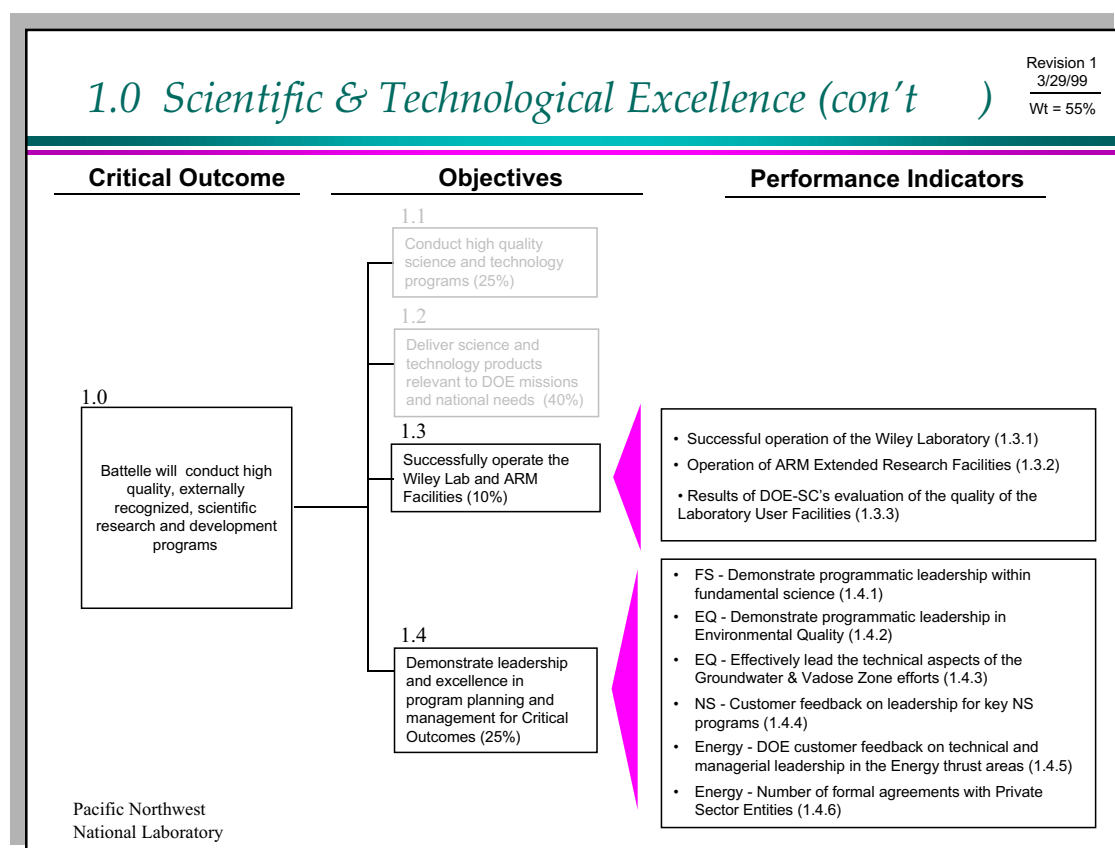 1.0 Scientific & Technological Excellence (con't )
Revision 1
3/29/99
Wt = 55%
Critical Outcome
Objectives
Performance Indicators
1.1
Conduct high quality
science and technology
programs (25%)
1.2
Deliver science and
technology products
relevant to DOE missions
and national needs (40%)
1.0
Battelle will conduct high
quality, externally
recognized, scientific
research and development
programs
1.3
Successfully operate the
Wiley Lab and ARM
Facilities (10%)
• Successful operation of the Wiley Laboratory (1.3.1)
• Operation of ARM Extended Research Facilities (1.3.2)
• Results of DOE-SC's evaluation of the quality of the
Laboratory User Facilities (1.3.3)
1.4
Demonstrate leadership
and excellence in
program planning and
management for Critical
Outcomes (25%)
• FS - Demonstrate programmatic leadership within
fundamental science (1.4.1)
• EQ - Demonstrate programmatic leadership in
Environmental Quality (1.4.2)
• EQ - Effectively lead the technical aspects of the
Groundwater & Vadose Zone efforts (1.4.3)
• NS - Customer feedback on leadership for key NS
programs (1.4.4)
• Energy - DOE customer feedback on technical and
managerial leadership in the Energy thrust areas (1.4.5)
• Energy - Number of formal agreements with Private
Sector Entities (1.4.6)
Pacific Northwest
National Laboratory